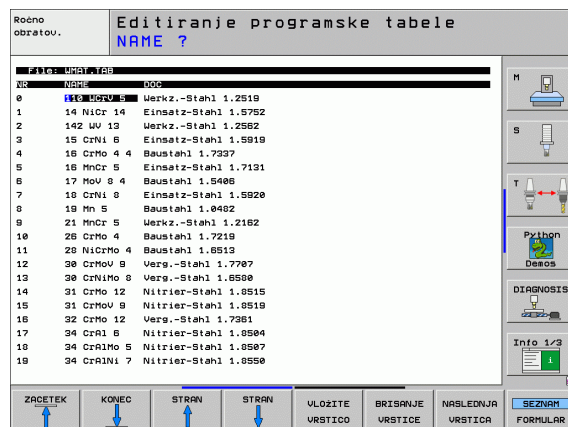 Ročno
obratov.
Editiranje programske tabele
NAME ?
File: WMAT.TAB
NR NAME DOC
0 110 WCrV 5 Werkz.-Stahl 1.2519
1 14 NiCr 14 Einsatz-Stahl 1.5752
2 142 WV 13 Werkz.-Stahl 1.2562
3 15 CrNi 6 Einsatz-Stahl 1.5919
4 16 CrMo 4 4 Baustahl 1.7337
5 16 MnCr 5 Einsatz-Stahl 1.7131
6 17 MoV 8 4 Baustahl 1.5406
7 18 CrNi 8 Einsatz-Stahl 1.5920
8 19 Mn 5 Baustahl 1.0482
9 21 MnCr 5 Werkz.-Stahl 1.2162
10 26 CrMo 4 Baustahl 1.7219
11 28 NiCrMo 4 Baustahl 1.6513
12 30 CrMoV 9 Verg.-Stahl 1.7707
13 30 CrNiMo 8 Verg.-Stahl 1.6580
14 31 CrMo 12 Nitrier-Stahl 1.8515
15 31 CrMoV 9 Nitrier-Stahl 1.8519
16 32 CrMo 12 Verg.-Stahl 1.7361
17 34 CrAl 6 Nitrier-Stahl 1.8504
18 34 CrAlMo 5 Nitrier-Stahl 1.8507
19 34 CrAlNi 7 Nitrier-Stahl 1.8550
M
S
T
Python
Demos
DIAGNOSIS
Info 1/3
i
ZAČETEK
KONEC
STRAN
STRAN
VLOŽITE
VRSTICO
BRISANJE
VRSTICE
NASLEDNJA
VRSTICA
SEZNAM
FORMULAR